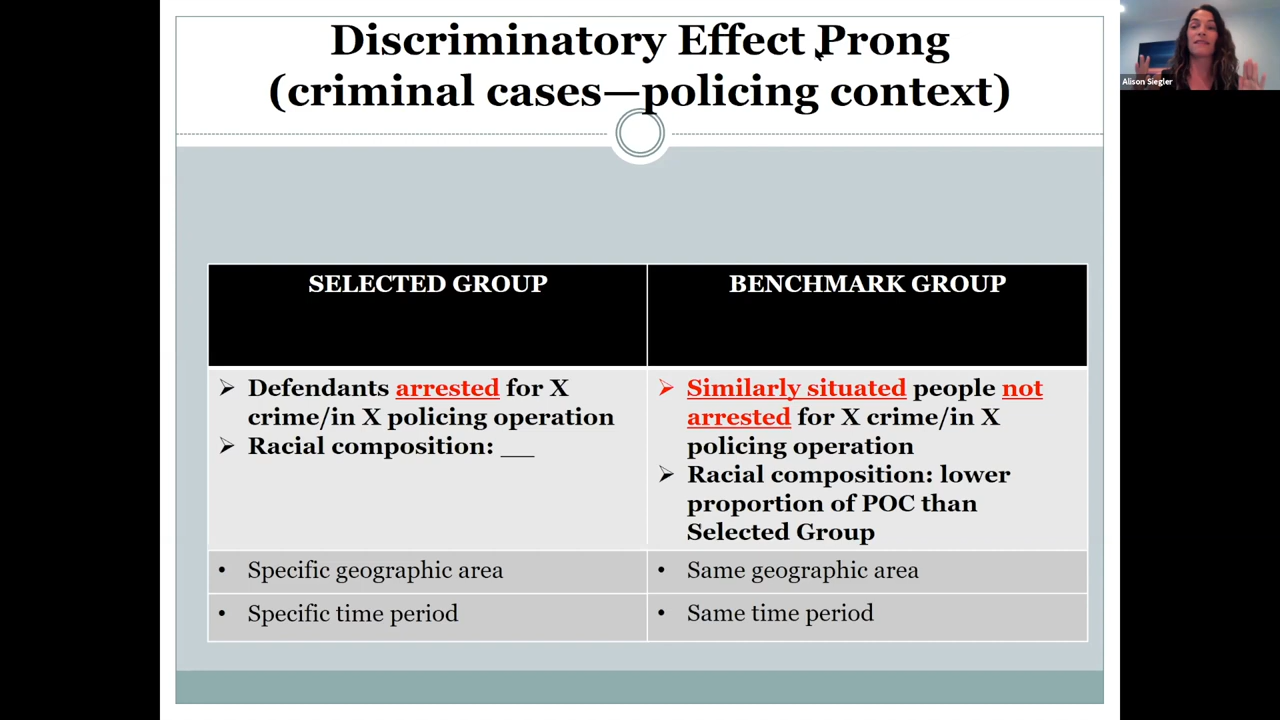 Discriminatory Effect Prong
(criminal cases—policing context)
Alison Siegler
SELECTED GROUP
BENCHMARK GROUP
➢ Defendants arrested for X
crime/in X policing operation
➢ Racial composition: __
➢ Similarly situated people not
arrested for X crime/in X
policing operation
➢ Racial composition: lower
proportion of POC than
Selected Group
• Specific geographic area
• Same geographic area
• Specific time period
• Same time period